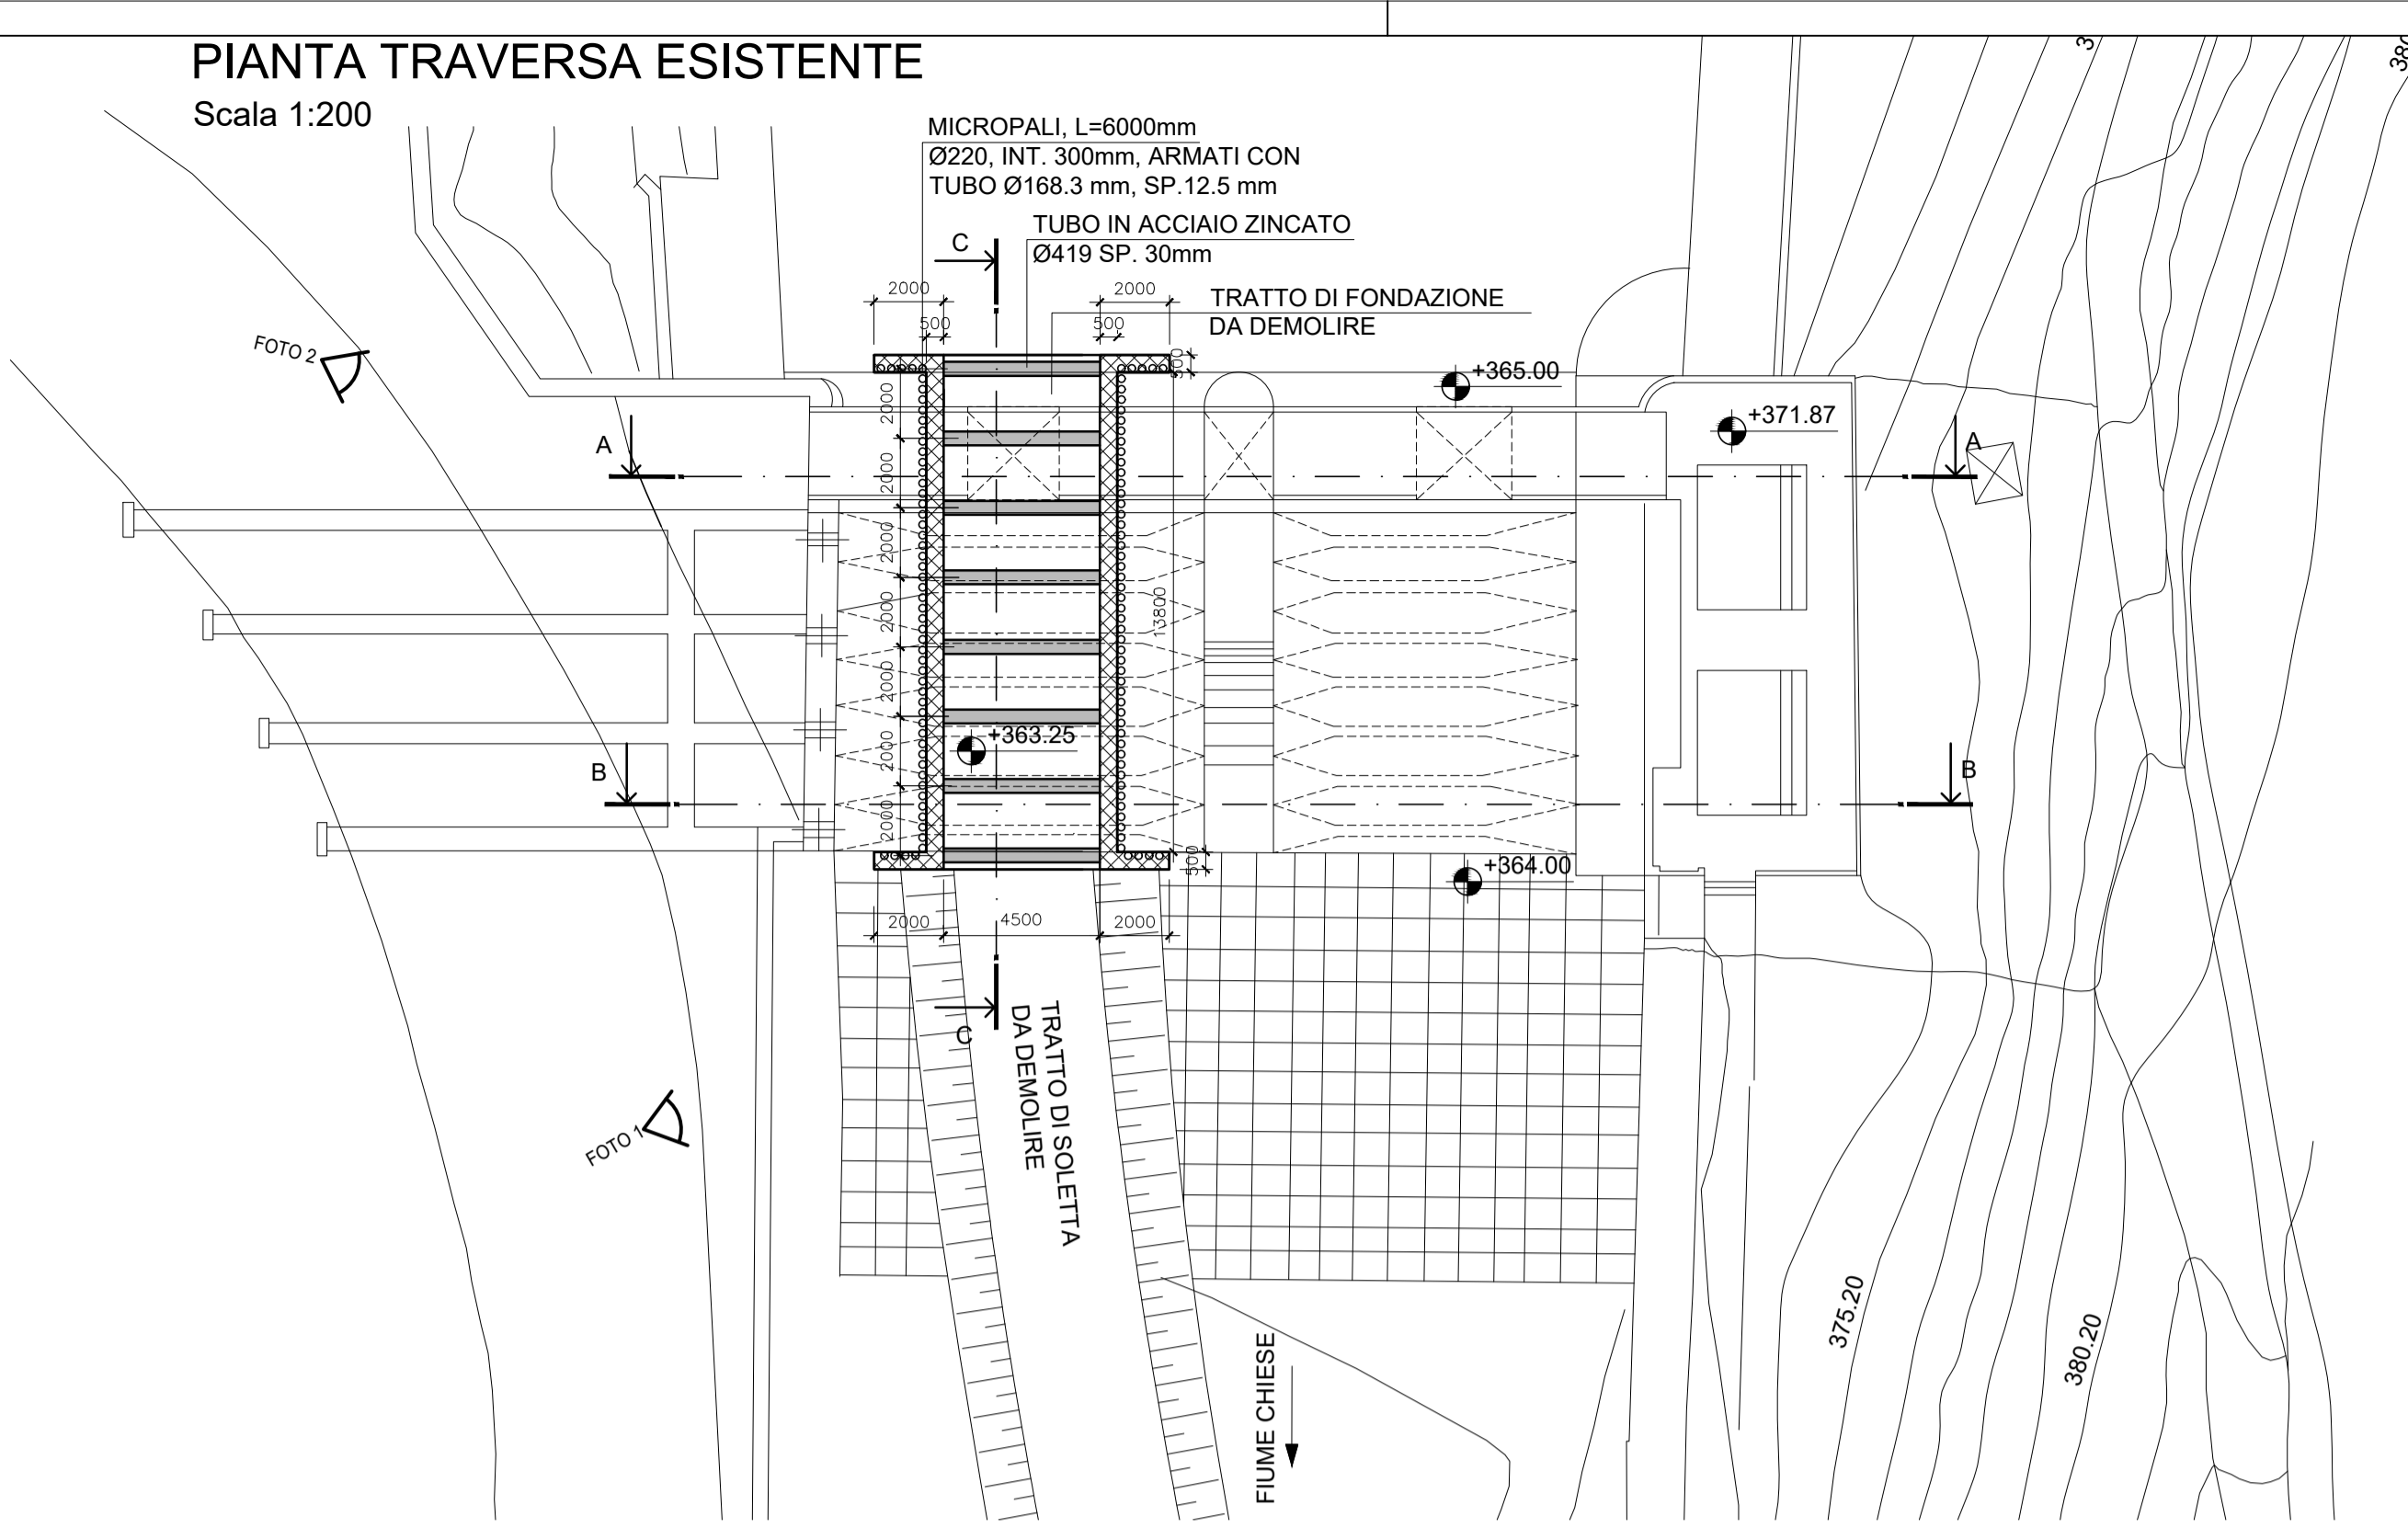 PIANTA TRAVERSA ESISTENTE
Scala 1:200
MICROPALI, L=6000mm
Ø220, INT. 300mm, ARMATI CON
TUBO Ø168.3 mm, SP.12.5 mm
TUBO IN ACCIAIO ZINCATO
Ø419 SP. 30mm
C
2000
2000
TRATTO DI FONDAZIONE
DA DEMOLIRE
500
500
500
FOTO 2
+365.00
+371.87
A
A
2000
2000
2000
2000
2000
2000
2000
13800
+363.25
B
B
500
+364.00
2000
4500
2000
C
TRATTO DI SOLETTA
DA DEMOLIRE
FOTO 1
FIUME CHIESE
375.20
380.20